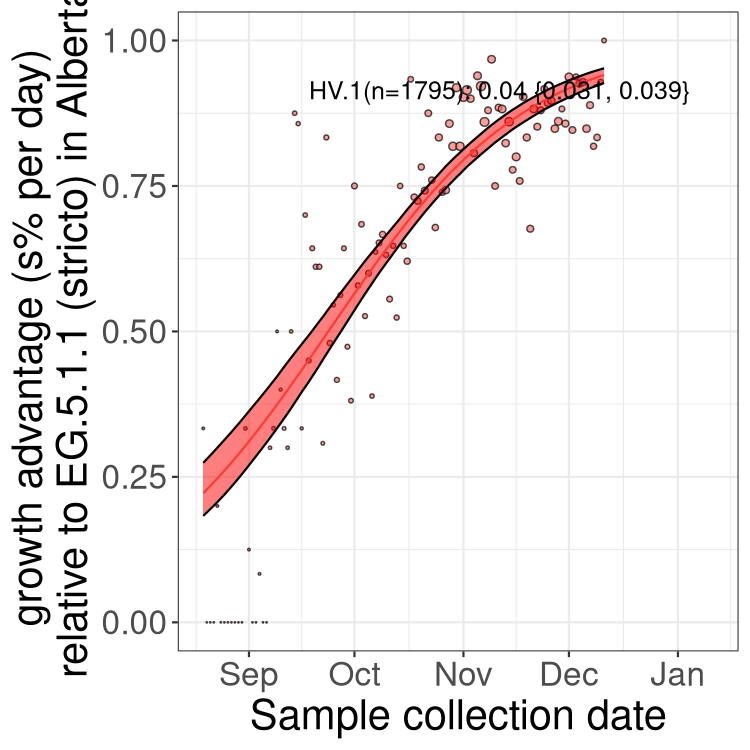 growth advantage (s% per day)
relative to EG.5.1.1 (stricto) in Alberta
1.00
0.75
0.50
0.25
0.00
HV.1(n=1795), 0.04 {0.031, 0.039}
Sep Oct Nov Dec Jan
Sample collection date